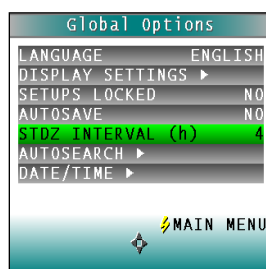 Global Options
LANGUAGE ENGLISH
DISPLAY SETTINGS ▶
SETUPS LOCKED NO
AUTOSAVE NO
STDZ INTERVAL (h) 4
AUTOSEARCH ▶
DATE/TIME ▶
⚡MAIN MENU